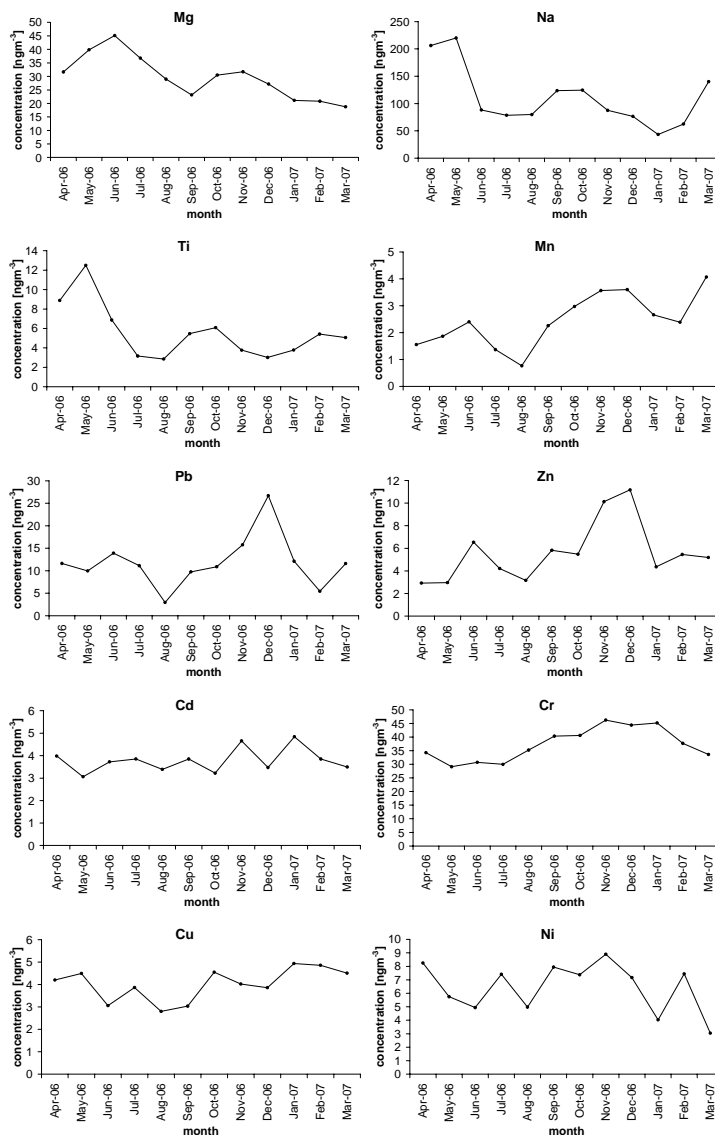 Mg
concentration [ngm⁻³]
50
45
40
35
30
25
20
15
10
5
0
Apr-06 May-06 Jun-06 Jul-06 Aug-06 Sep-06 Oct-06 Nov-06 Dec-06 Jan-07 Feb-07 Mar-07
month
Na
concentration [ngm⁻³]
250
200
150
100
50
0
Apr-06 May-06 Jun-06 Jul-06 Aug-06 Sep-06 Oct-06 Nov-06 Dec-06 Jan-07 Feb-07 Mar-07
month
Ti
concentration [ngm⁻³]
14
12
10
8
6
4
2
0
Apr-06 May-06 Jun-06 Jul-06 Aug-06 Sep-06 Oct-06 Nov-06 Dec-06 Jan-07 Feb-07 Mar-07
month
Mn
concentration [ngm⁻³]
5
4
3
2
1
0
Apr-06 May-06 Jun-06 Jul-06 Aug-06 Sep-06 Oct-06 Nov-06 Dec-06 Jan-07 Feb-07 Mar-07
month
Pb
concentration [ngm⁻³]
30
25
20
15
10
5
0
Apr-06 May-06 Jun-06 Jul-06 Aug-06 Sep-06 Oct-06 Nov-06 Dec-06 Jan-07 Feb-07 Mar-07
month
Zn
concentration [ngm⁻³]
12
10
8
6
4
2
0
Apr-06 May-06 Jun-06 Jul-06 Aug-06 Sep-06 Oct-06 Nov-06 Dec-06 Jan-07 Feb-07 Mar-07
month
Cd
concentration [ngm⁻³]
6
5
4
3
2
1
0
Apr-06 May-06 Jun-06 Jul-06 Aug-06 Sep-06 Oct-06 Nov-06 Dec-06 Jan-07 Feb-07 Mar-07
month
Cr
concentration [ngm⁻³]
50
45
40
35
30
25
20
15
10
5
0
Apr-06 May-06 Jun-06 Jul-06 Aug-06 Sep-06 Oct-06 Nov-06 Dec-06 Jan-07 Feb-07 Mar-07
month
Cu
concentration [ngm⁻³]
6
5
4
3
2
1
0
Apr-06 May-06 Jun-06 Jul-06 Aug-06 Sep-06 Oct-06 Nov-06 Dec-06 Jan-07 Feb-07 Mar-07
month
Ni
concentration [ngm⁻³]
10
9
8
7
6
5
4
3
2
1
0
Apr-06 May-06 Jun-06 Jul-06 Aug-06 Sep-06 Oct-06 Nov-06 Dec-06 Jan-07 Feb-07 Mar-07
month